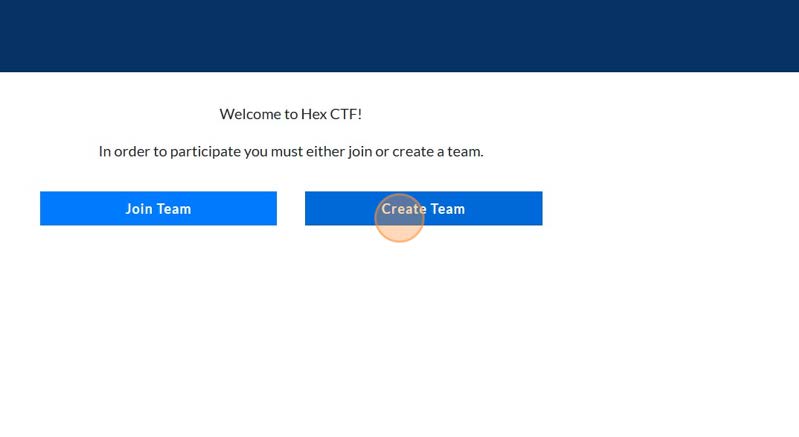 Welcome to Hex CTF!
In order to participate you must either join or create a team.
Join Team
Create Team